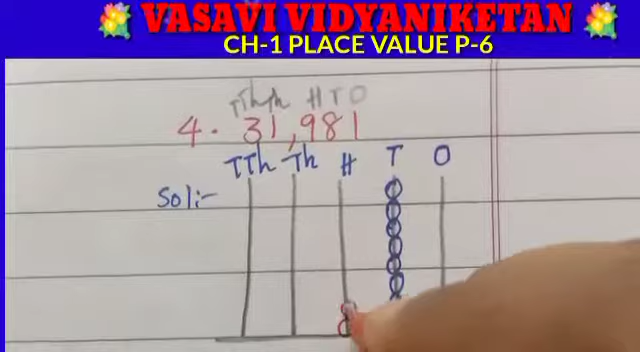 VASAVI VIDYANIKETAN
CH-1 PLACE VALUE P-6
TTh Th H T O
4. 31,981
TTh Th H T O
Sol:-